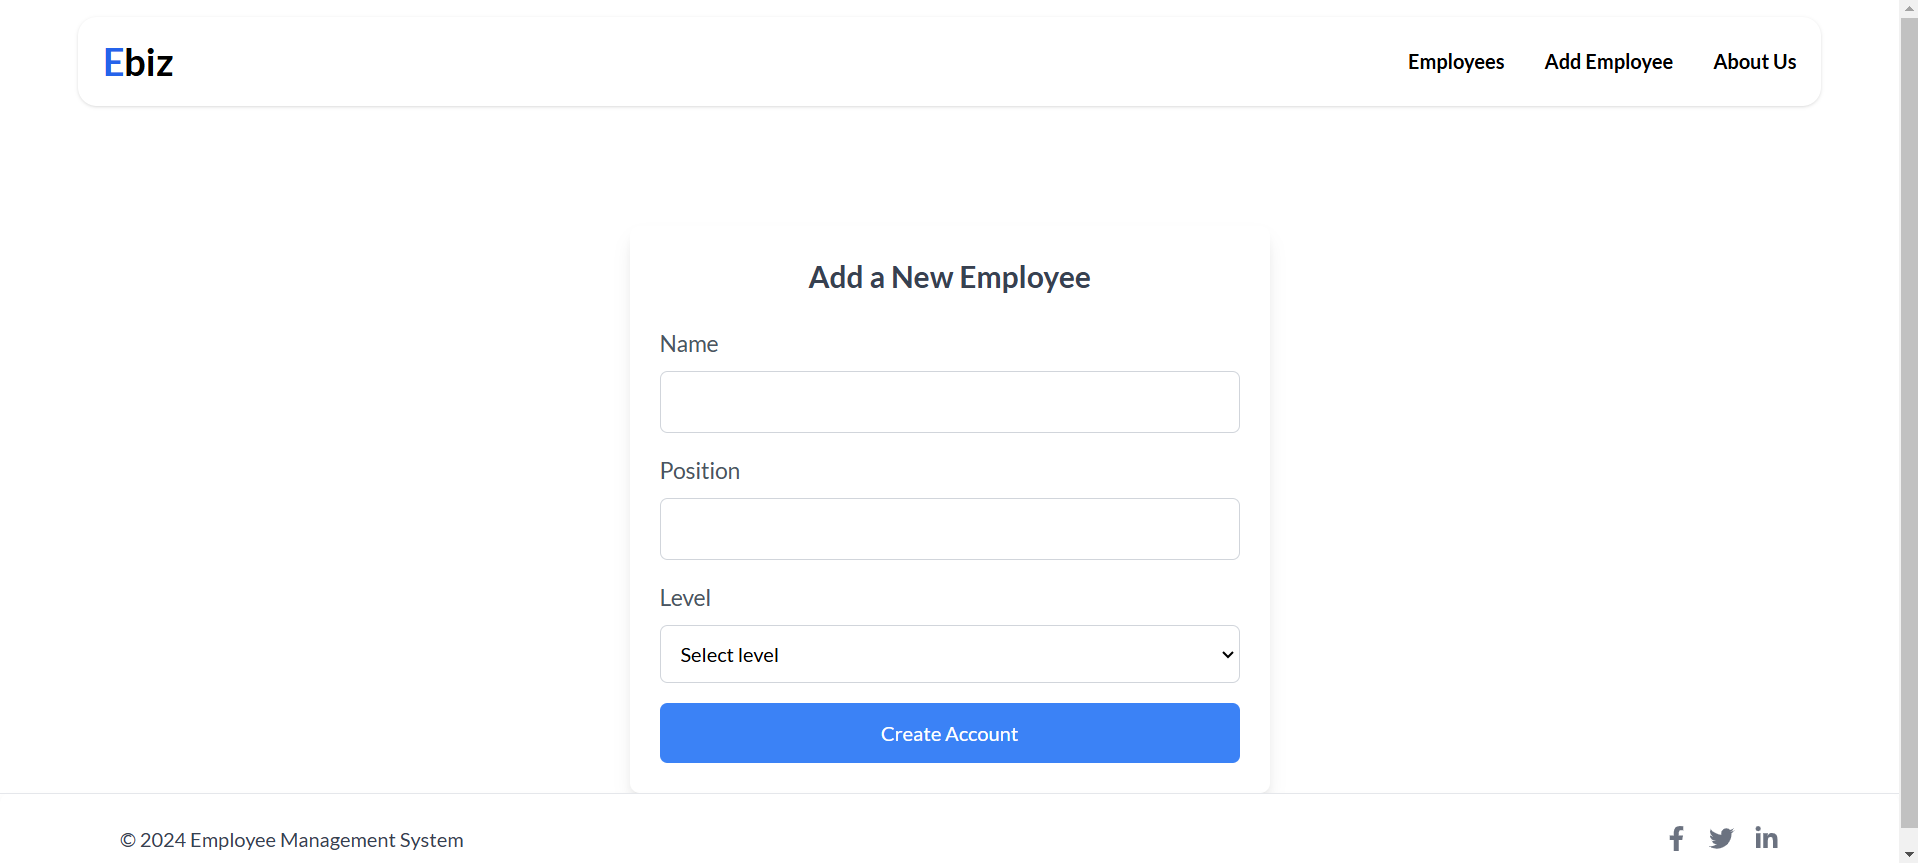 Ebiz
Employees Add Employee About Us
Add a New Employee
Name
Position
Level
Select level
Create Account
© 2024 Employee Management System